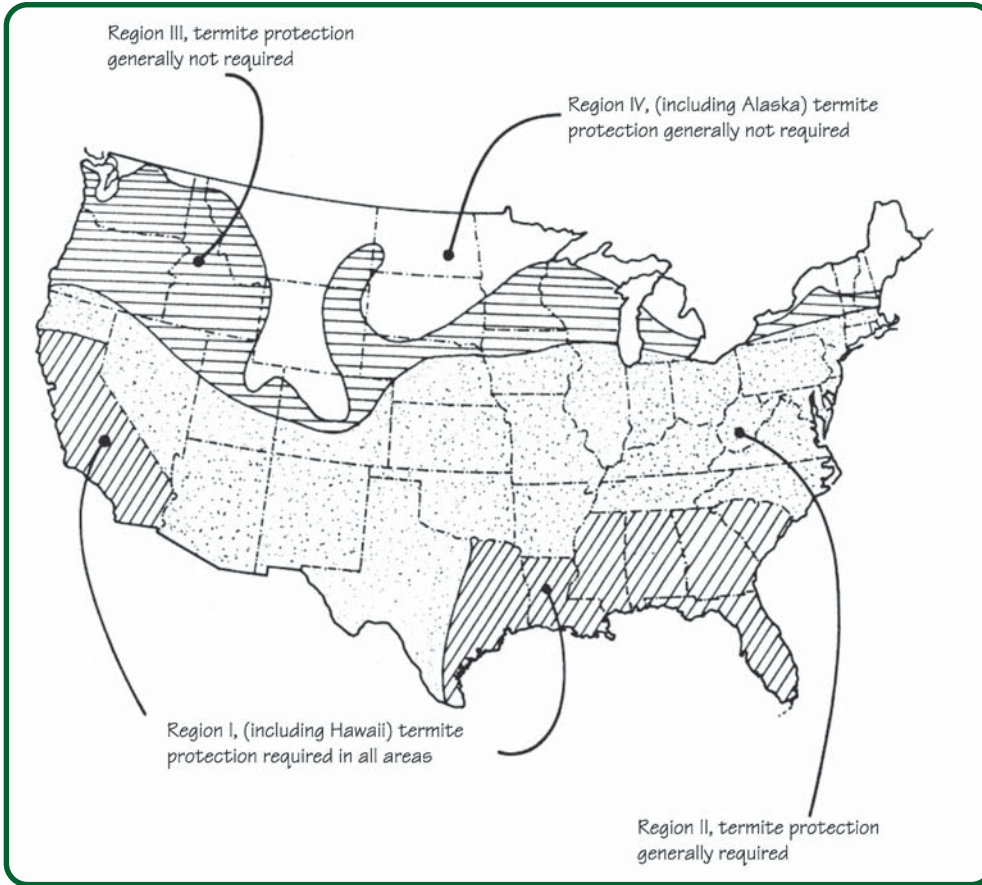 Region III, termite protection
generally not required
Region IV, (including Alaska) termite
protection generally not required
Region I, (including Hawaii) termite
protection required in all areas
Region II, termite protection
generally required